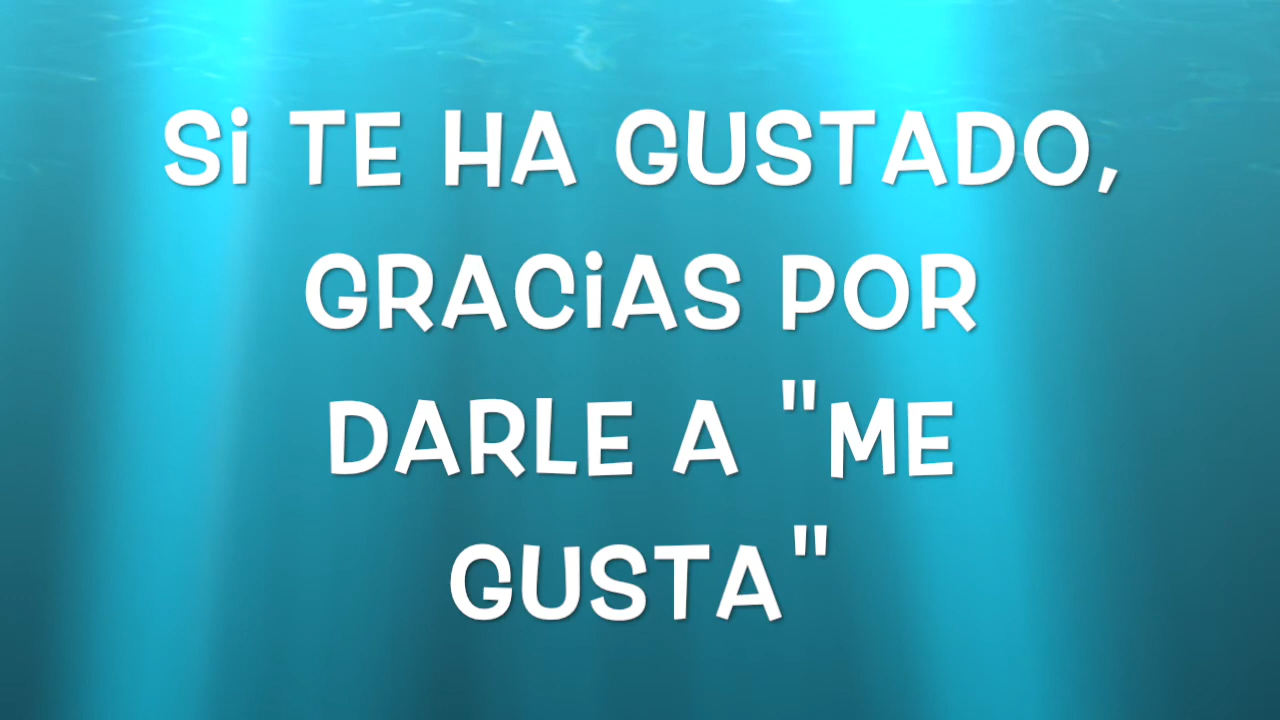 Si TE HA GUSTADO,
GRACiAS POR
DARLE A "ME
GUSTA"